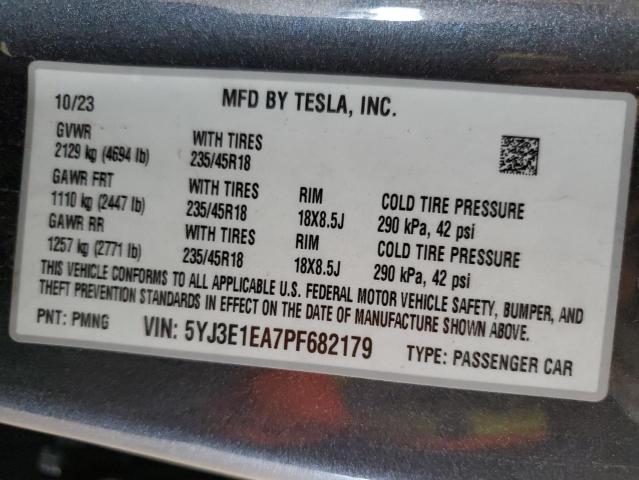 10/23 MFD BY TESLA, INC.
GVWR
2129 kg (4694 lb) WITH TIRES 235/45R18
GAWR FRT
1110 kg (2447 lb) WITH TIRES 235/45R18 RIM 18X8.5J COLD TIRE PRESSURE 290 kPa, 42 psi
GAWR RR
1257 kg (2771 lb) WITH TIRES 235/45R18 RIM 18X8.5J COLD TIRE PRESSURE 290 kPa, 42 psi
THIS VEHICLE CONFORMS TO ALL APPLICABLE U.S. FEDERAL MOTOR VEHICLE SAFETY, BUMPER, AND
THEFT PREVENTION STANDARDS IN EFFECT ON THE DATE OF MANUFACTURE SHOWN ABOVE.
PNT: PMNG VIN: 5YJ3E1EA7PF682179 TYPE: PASSENGER CAR